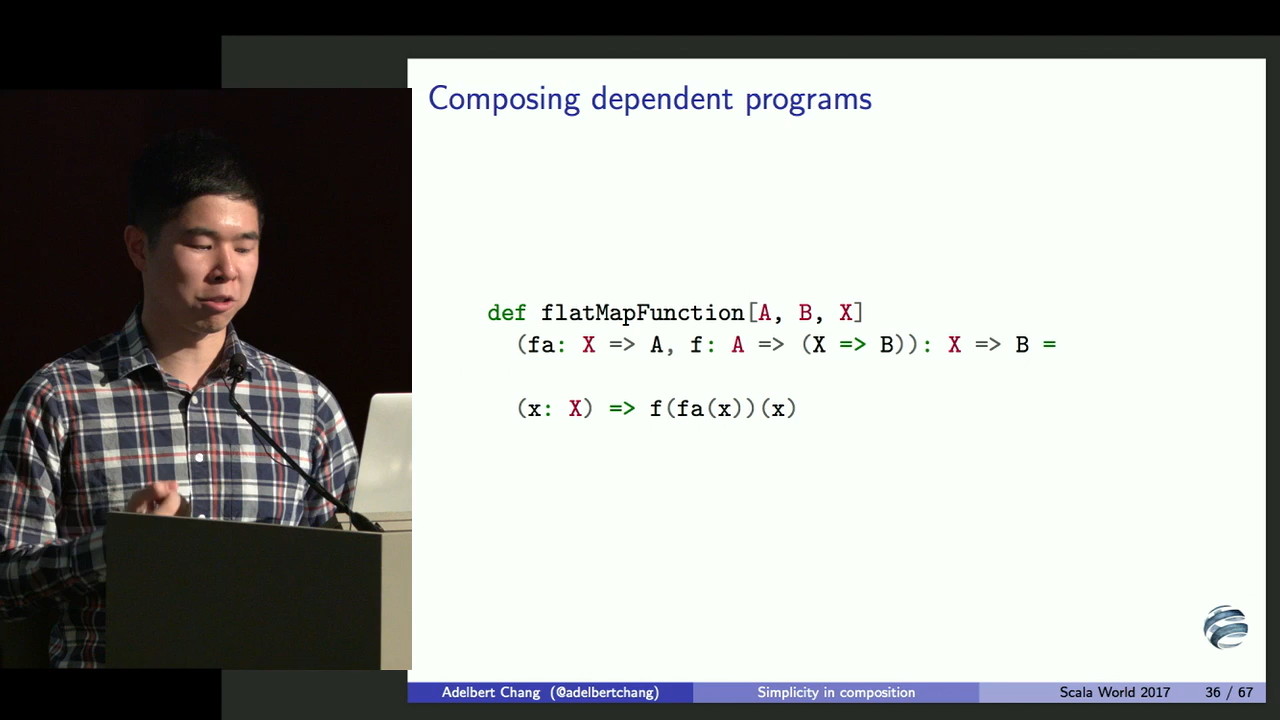 Composing dependent programs
def flatMapFunction[A, B, X]
(fa: X => A, f: A => (X => B)): X => B =
(x: X) => f(fa(x))(x)
Adelbert Chang (@adelbertchang) Simplicity in composition Scala World 2017 36 / 67